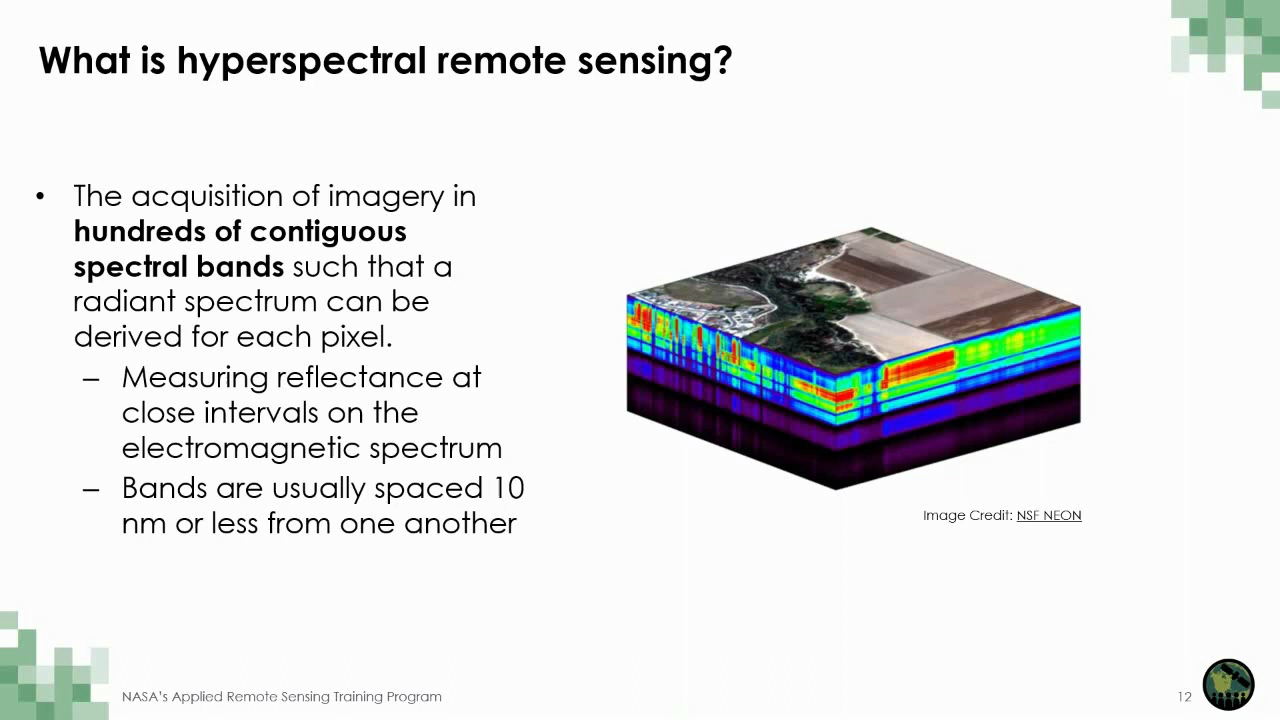 What is hyperspectral remote sensing?
• The acquisition of imagery in
hundreds of contiguous
spectral bands such that a
radiant spectrum can be
derived for each pixel.
– Measuring reflectance at
close intervals on the
electromagnetic spectrum
– Bands are usually spaced 10
nm or less from one another
Image Credit: NSF NEON
NASA's Applied Remote Sensing Training Program
12